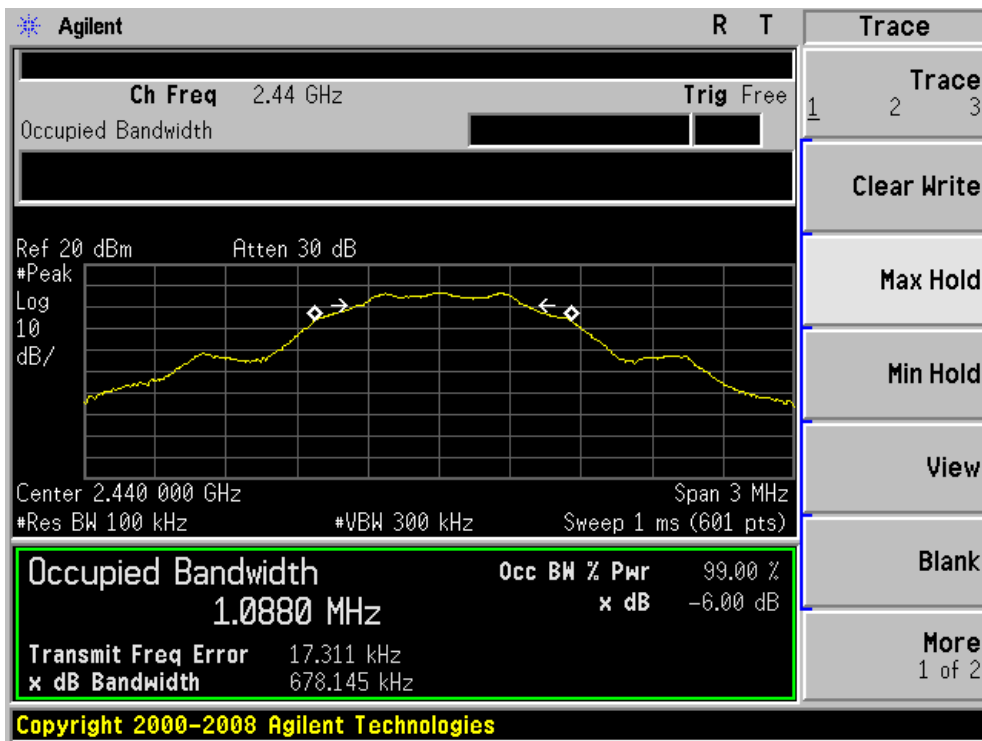 Agilent R T Trace
Ch Freq 2.44 GHz Trig Free
Occupied Bandwidth
Trace
1 2 3
Clear Write
Max Hold
Min Hold
View
Blank
More
1 of 2
Ref 20 dBm Atten 30 dB
#Peak
Log
10
dB/
Center 2.440 000 GHz Span 3 MHz
#Res BW 100 kHz #VBW 300 kHz Sweep 1 ms (601 pts)
Occupied Bandwidth Occ BW % Pwr 99.00 %
1.0880 MHz x dB -6.00 dB
Transmit Freq Error 17.311 kHz
x dB Bandwidth 678.145 kHz
Copyright 2000-2008 Agilent Technologies